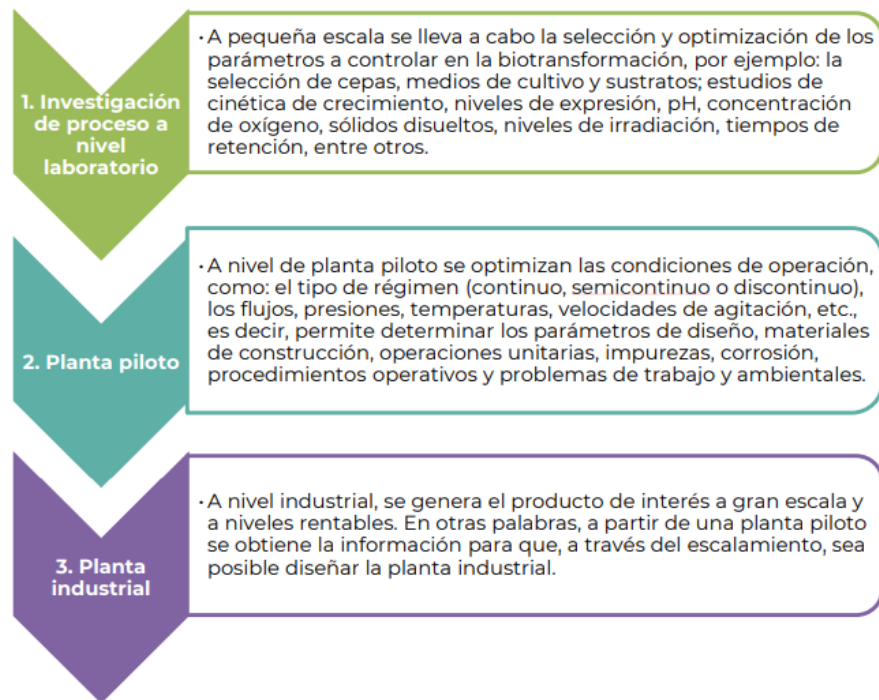 1. Investigación
de proceso a
nivel
laboratorio
· A pequeña escala se lleva a cabo la selección y optimización de los
parámetros a controlar en la biotransformación, por ejemplo: la
selección de cepas, medios de cultivo y sustratos; estudios de
cinética de crecimiento, niveles de expresión, pH, concentración
de oxígeno, sólidos disueltos, niveles de irradiación, tiempos de
retención, entre otros.
2. Planta piloto
· A nivel de planta piloto se optimizan las condiciones de operación,
como: el tipo de régimen (continuo, semicontinuo o discontinuo),
los flujos, presiones, temperaturas, velocidades de agitación, etc.,
es decir, permite determinar los parámetros de diseño, materiales
de construcción, operaciones unitarias, impurezas, corrosión,
procedimientos operativos y problemas de trabajo y ambientales.
3. Planta
industrial
· A nivel industrial, se genera el producto de interés a gran escala y
a niveles rentables. En otras palabras, a partir de una planta piloto
se obtiene la información para que, a través del escalamiento, sea
posible diseñar la planta industrial.